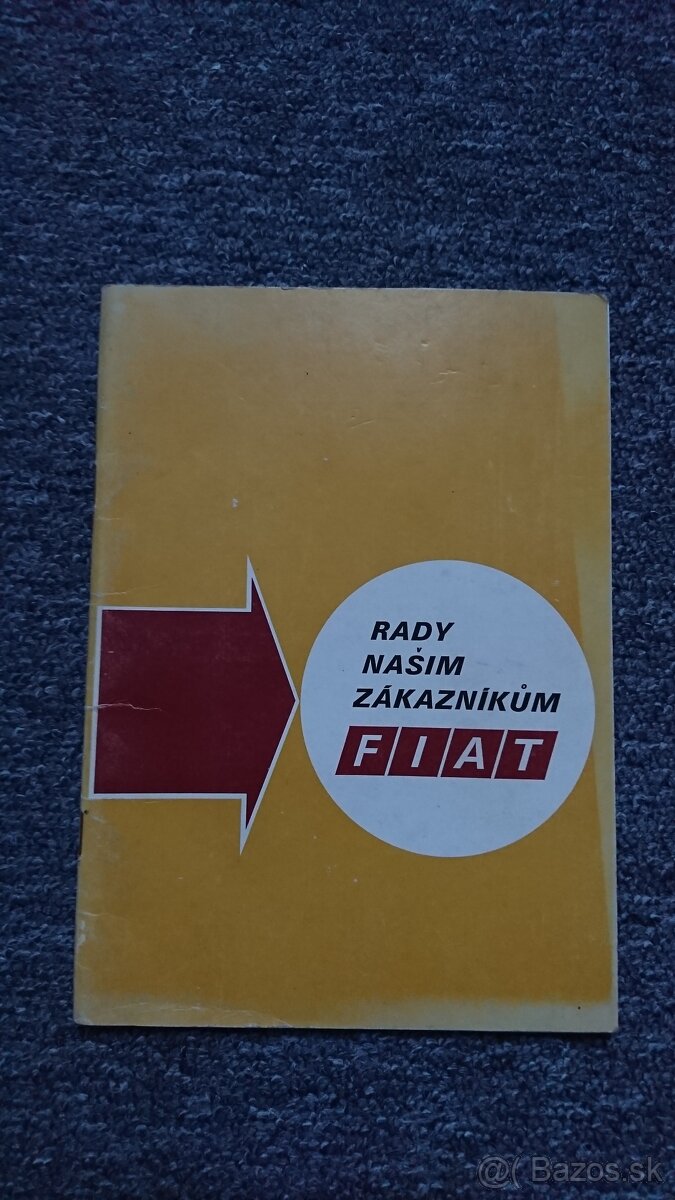 RADY
NAŠIM
ZÁKAZNÍKŮM
FIAT
@( Bazos.sk